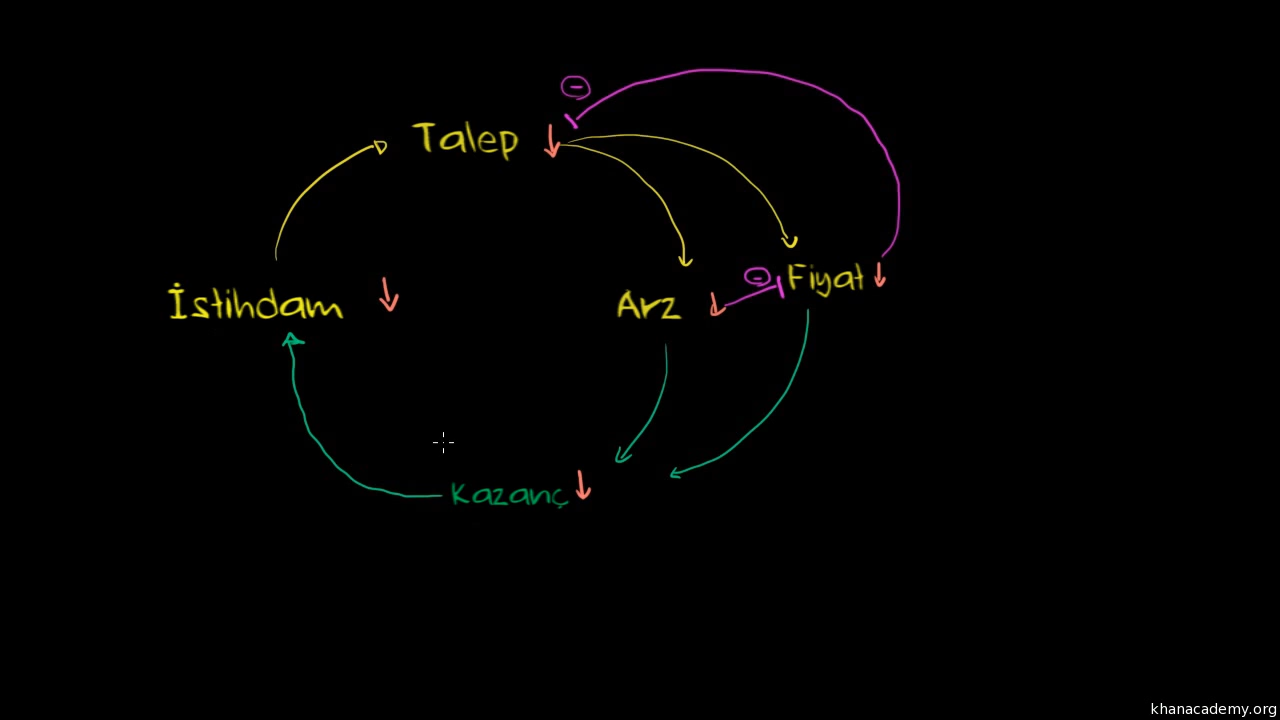 ⊖
Talep ↓
⊖ Fiyat ↓
İstihdam ↓ Arz ↓
Kazanç ↓
khanacademy.org